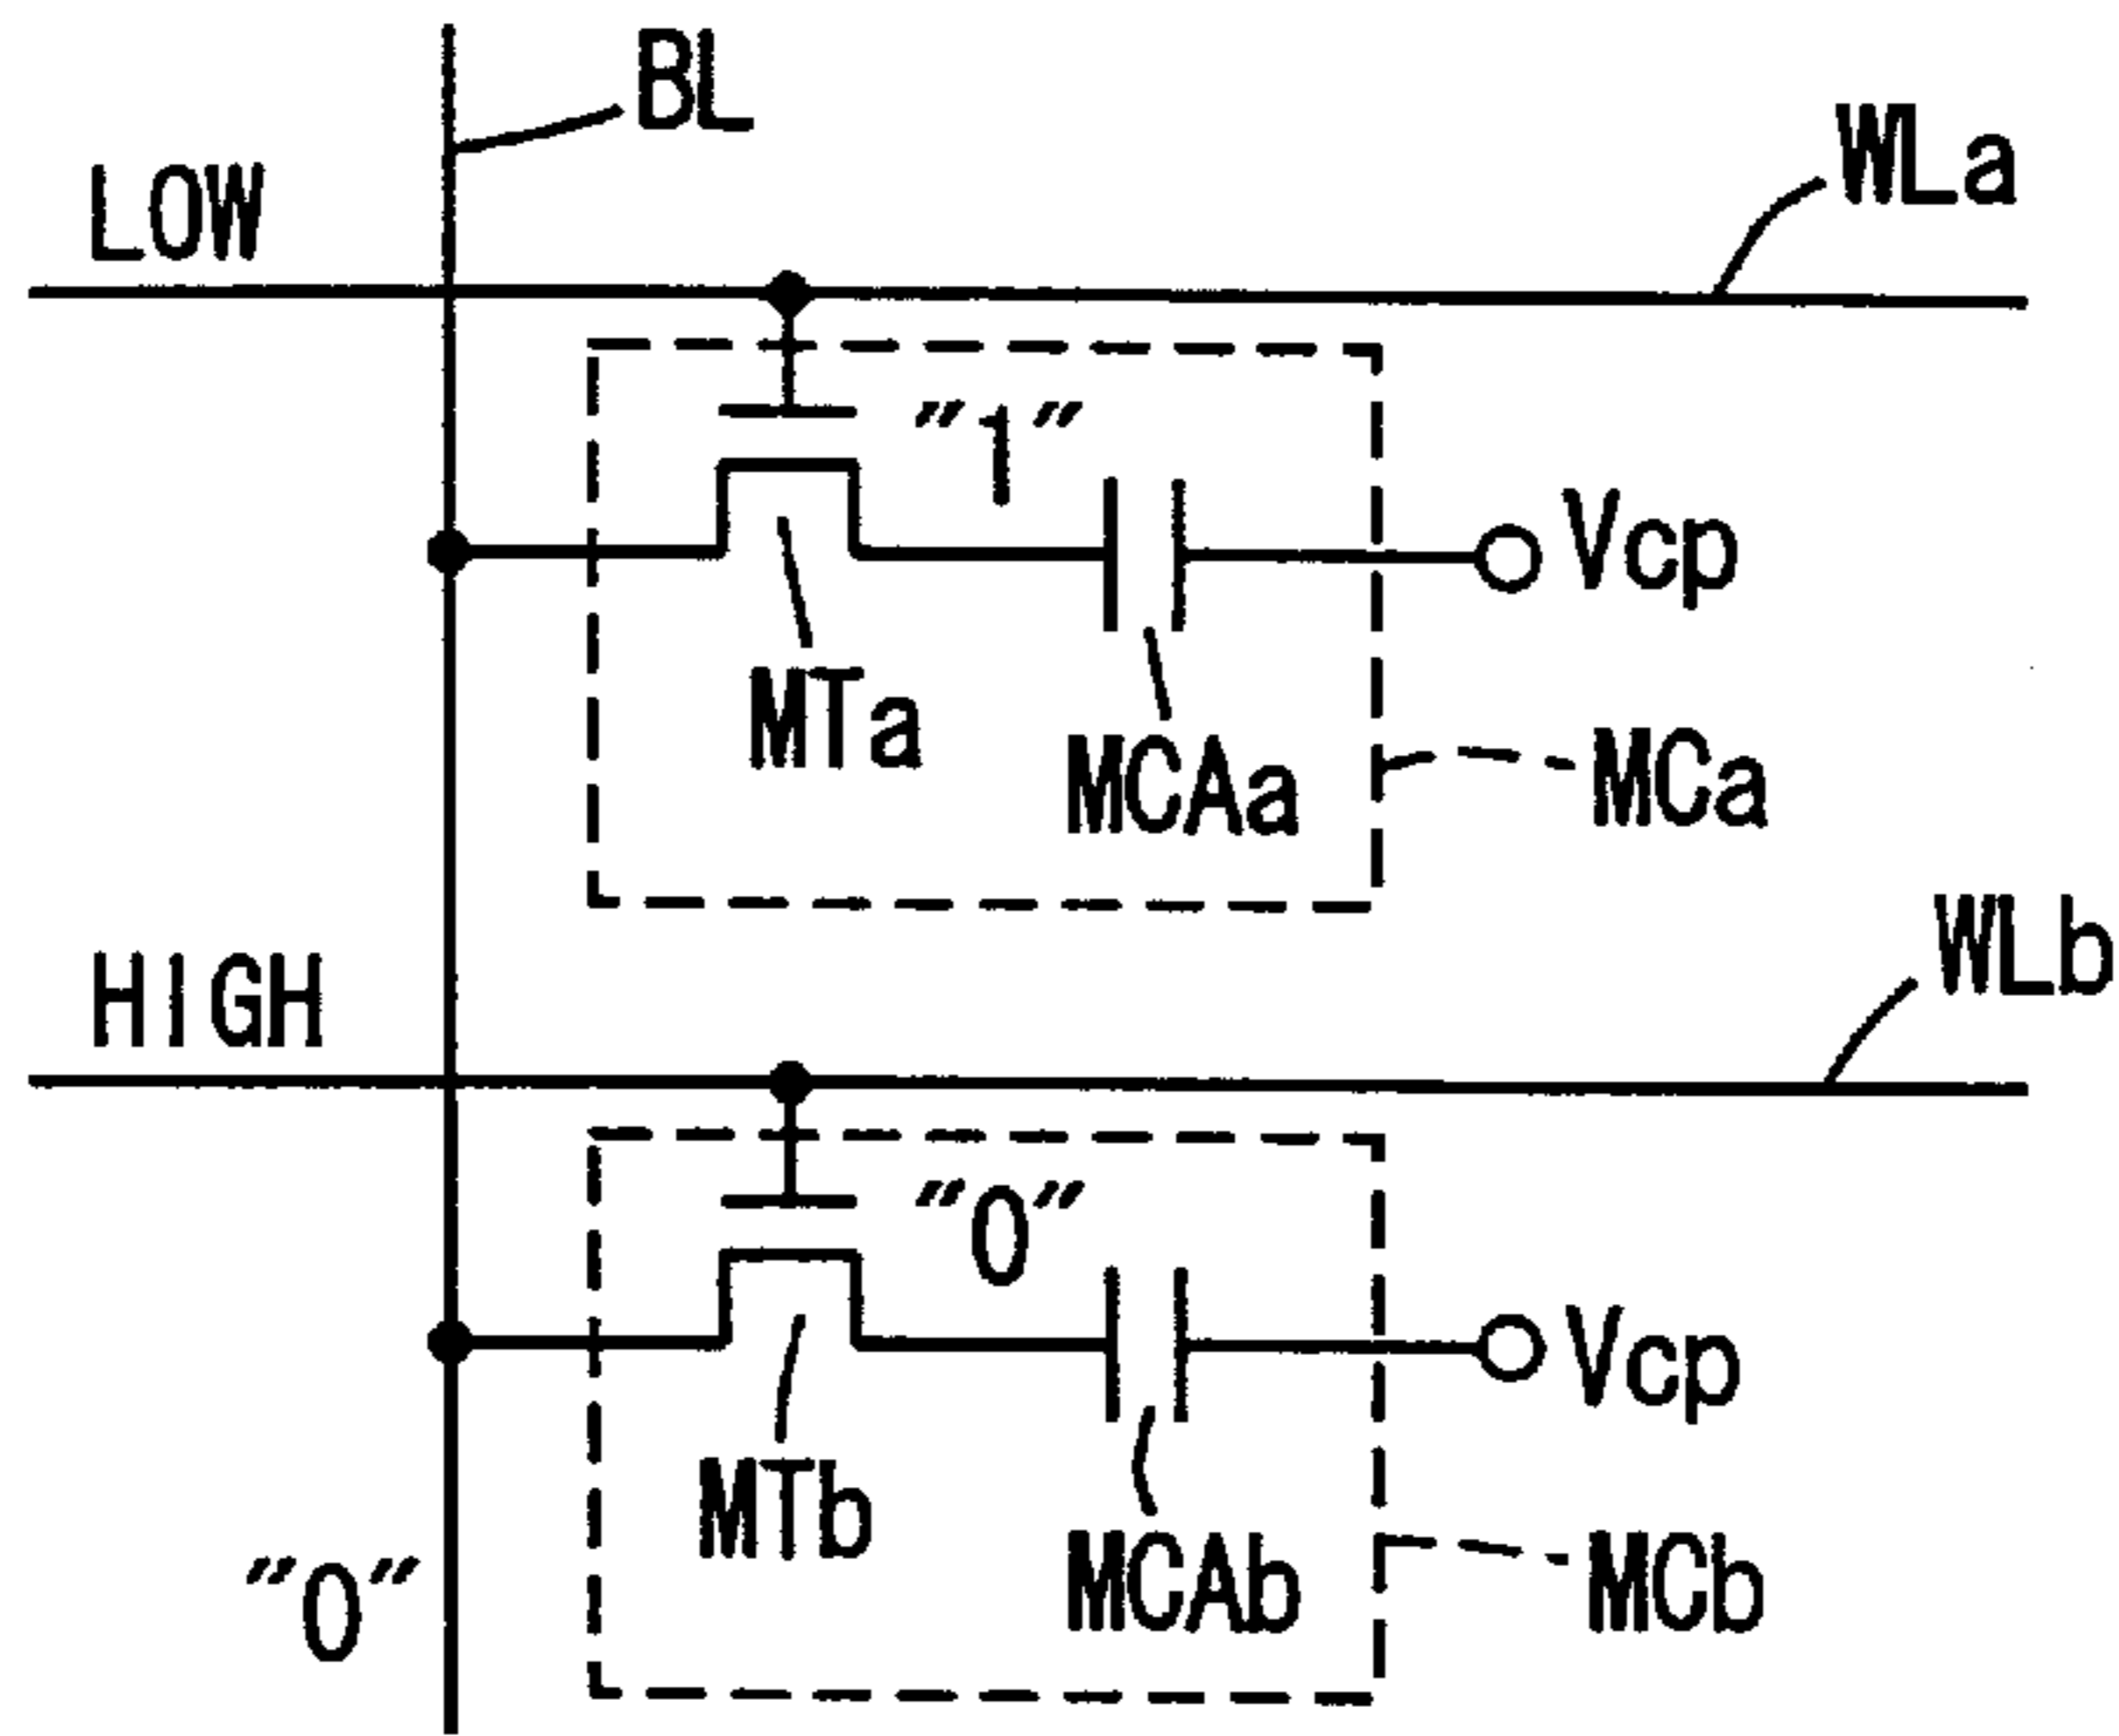 BL
WLa
LOW
"1"
Vcp
MTa
MCAa
MCa
WLb
HIGH
"0"
Vcp
MTb
MCAb
MCb
"0"